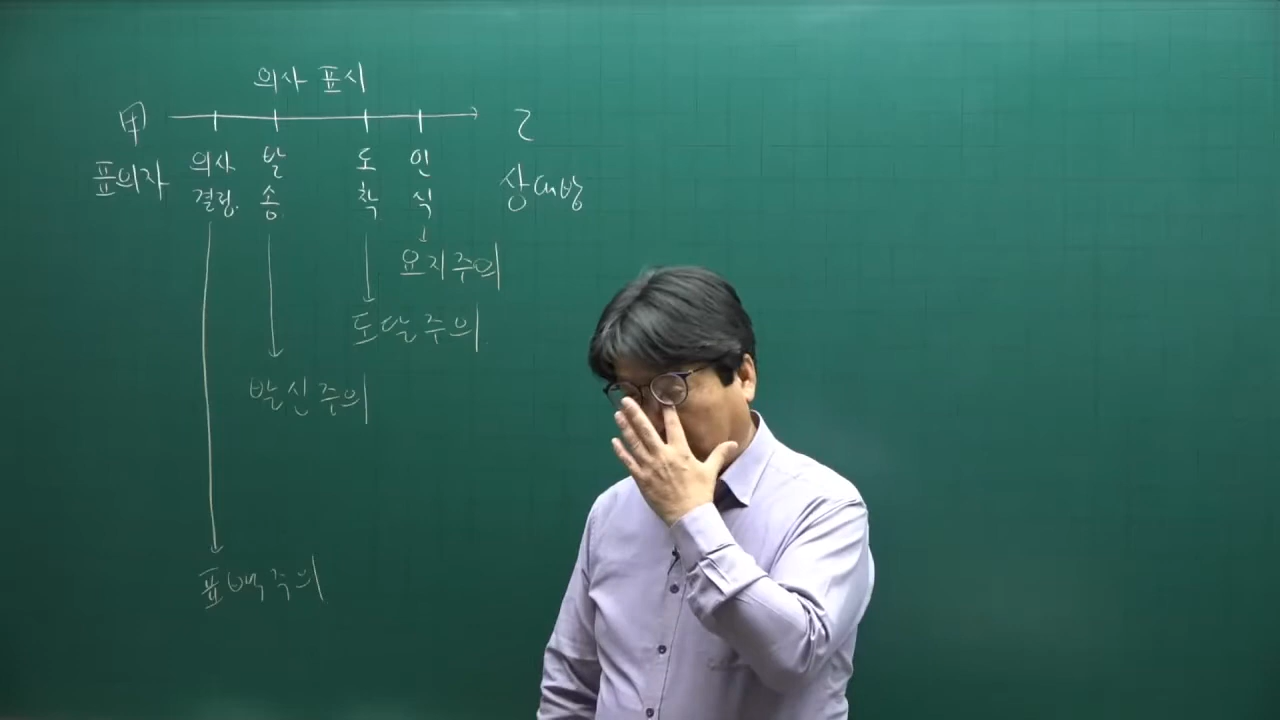 의사 표시
甲 乙
표의자 의사결정 발송 도착 인식 상대방
요지주의
도달주의
발신주의
표백주의